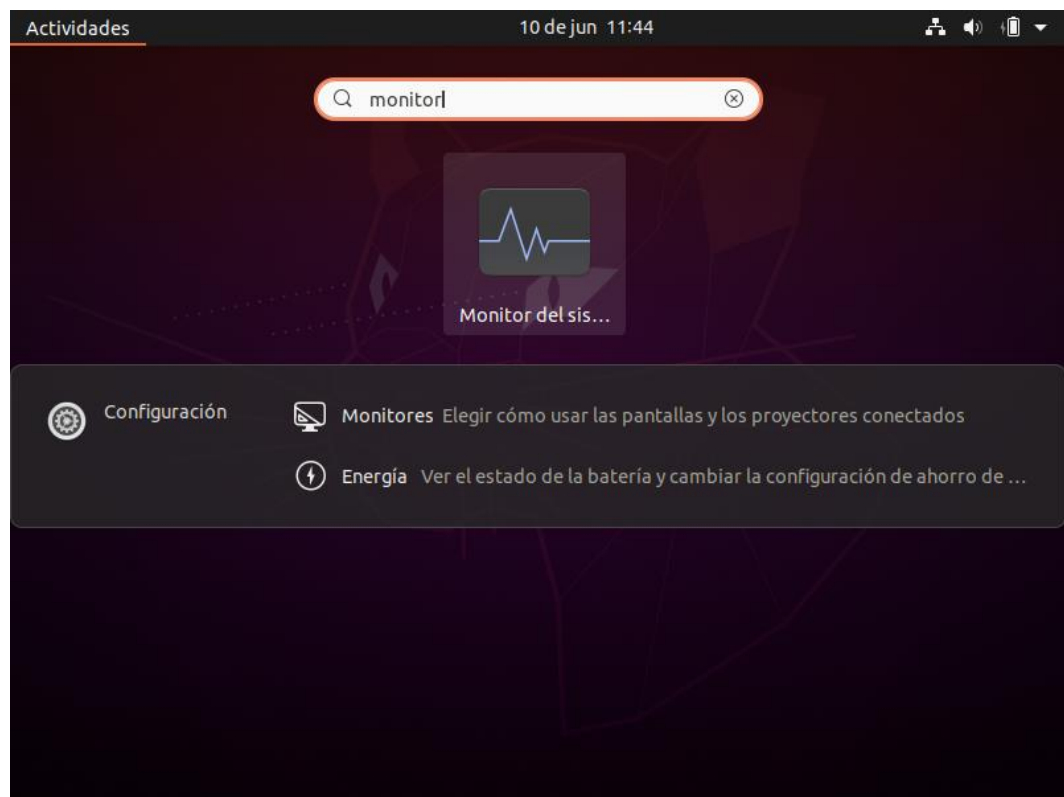 Actividades
10 de jun 11:44
monitor
Monitor del sis...
Configuración
Monitores Elegir cómo usar las pantallas y los proyectores conectados
Energía Ver el estado de la batería y cambiar la configuración de ahorro de ...